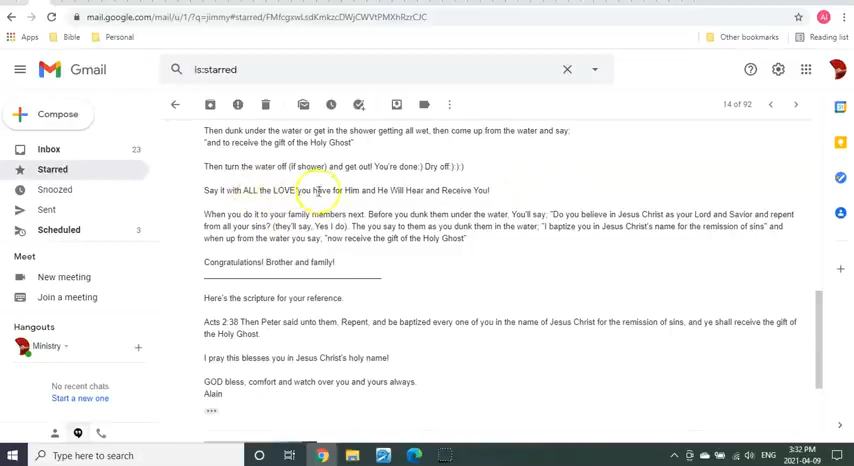 mail.google.com/mail/u/1/?q=jimmy#starred/FMfcgxwLsdKmkzcDWjCWVtPMXhRzrCJC
AI
Apps Bible Personal Other bookmarks Reading list
Gmail is:starred
Compose 14 of 92
Then dunk under the water or get in the shower getting all wet, then come up from the water and say;
"and to receive the gift of the Holy Ghost"
Inbox 23
Then turn the water off (if shower) and get out! You're done:) Dry off:):):)
Starred
Snoozed
Say it with ALL the LOVE you have for Him and He Will Hear and Receive You!
Sent
When you do it to your family members next. Before you dunk them under the water, You'll say; "Do you believe in Jesus Christ as your Lord and Savior and repent
from all your sins? (they'll say, Yes I do). The you say to them as you dunk them in the water; "I baptize you in Jesus Christ's name for the remission of sins" and
when up from the water you say, "now receive the gift of the Holy Ghost"
Scheduled 3
Meet
Congratulations! Brother and family!
New meeting
Join a meeting
Here's the scripture for your reference.
Hangouts
Acts 2:38 Then Peter said unto them, Repent, and be baptized every one of you in the name of Jesus Christ for the remission of sins, and ye shall receive the gift of
the Holy Ghost.
Ministry
I pray this blesses you in Jesus Christ's holy name!
GOD bless, comfort and watch over you and yours always.
Alain
No recent chats
Start a new one
Type here to search
ENG
3:32 PM
2021-04-09